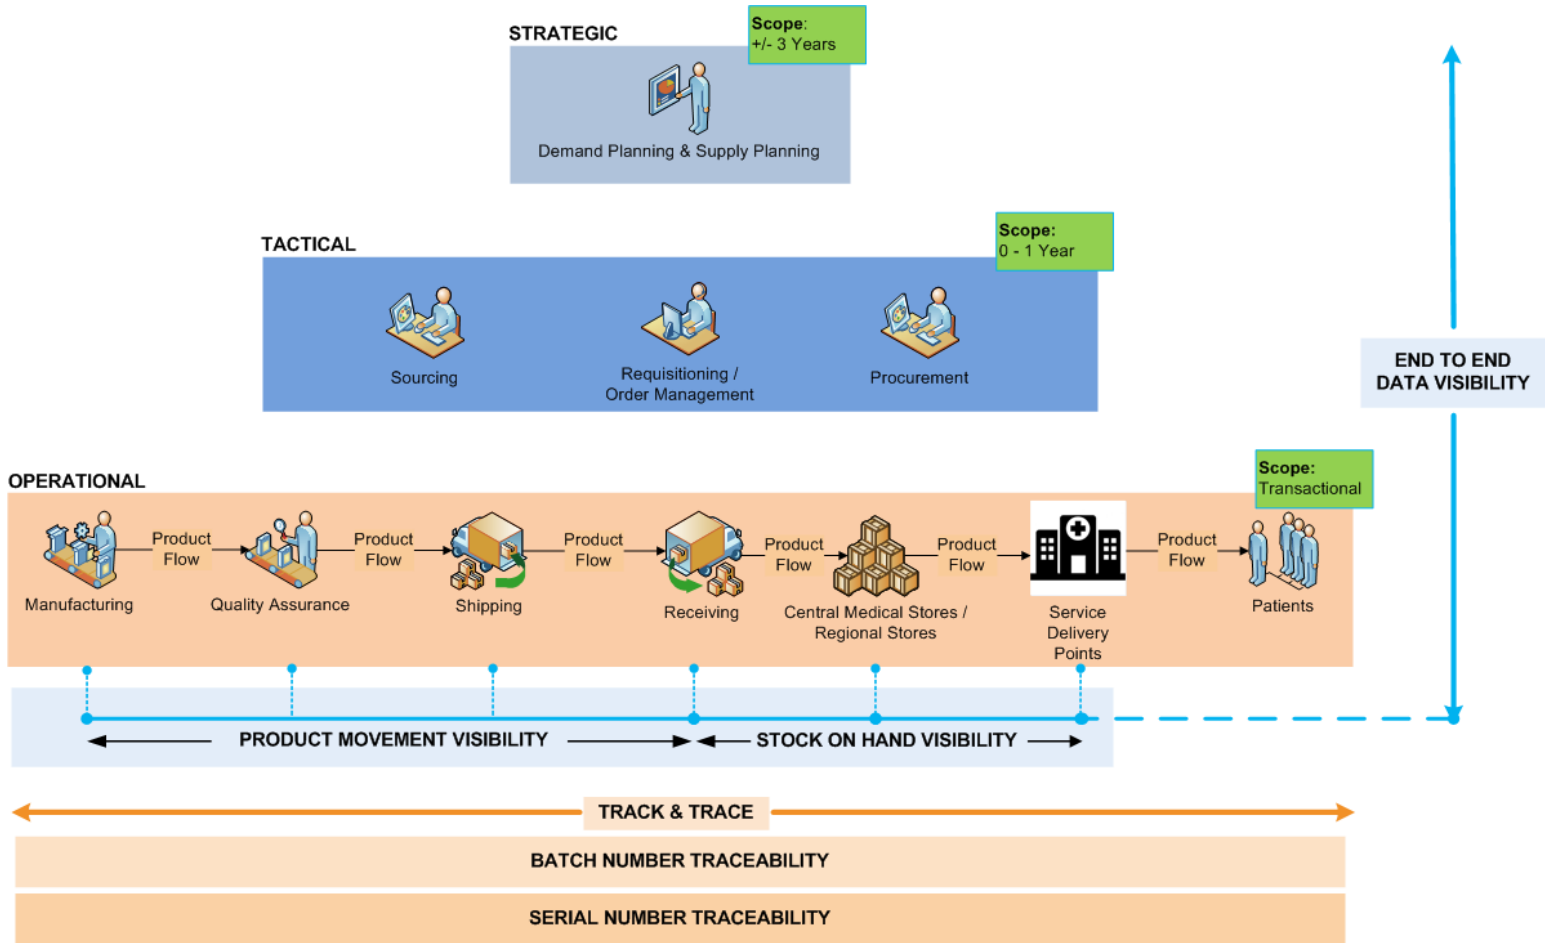 STRATEGIC
Scope:
+/- 3 Years
Demand Planning & Supply Planning
TACTICAL
Scope:
0 - 1 Year
Sourcing
Requisitioning /
Order Management
Procurement
END TO END
DATA VISIBILITY
OPERATIONAL
Scope:
Transactional
Product
Flow
Product
Flow
Product
Flow
Product
Flow
Product
Flow
Product
Flow
Manufacturing
Quality Assurance
Shipping
Receiving
Central Medical Stores /
Regional Stores
Service
Delivery
Points
Patients
PRODUCT MOVEMENT VISIBILITY
STOCK ON HAND VISIBILITY
TRACK & TRACE
BATCH NUMBER TRACEABILITY
SERIAL NUMBER TRACEABILITY